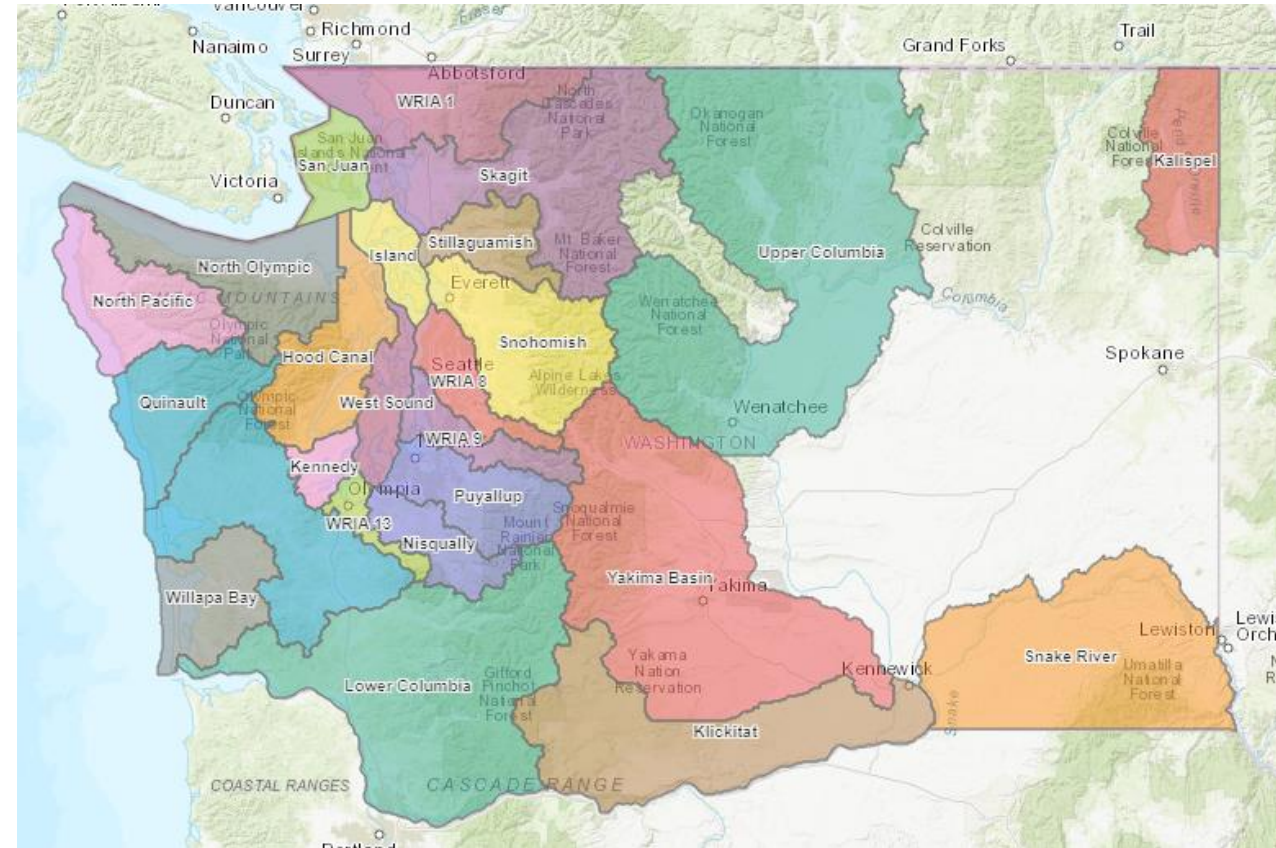 Vancouver
Richmond
Nanaimo
Surrey
Fraser
Grand Forks
Trail
Abbotsford
WRIA 1
North
Cascades
National
Park
Duncan
San Juan
Islands National
San Juan
Victoria
Skagit
Okanogan
National
Forest
Colville
National
Forest
Kalispel
Pend Oreille
Stillaguamish
Mt. Baker
National
Forest
Island
Upper Columbia
Colville
Reservation
Columbia
North Olympic
OLYMPIC MOUNTAINS
North Pacific
Olympic
National
Park
Everett
Wenatchee
National
Forest
Hood Canal
Snohomish
Seattle
WRIA 8
Alpine Lakes
Wilderness
Spokane
Quinault
Olympic
National
Forest
West Sound
Wenatchee
WRIA 9
WASHINGTON
Kennedy
Olympia
Puyallup
WRIA 13
Nisqually
Mount
Rainier
National
Park
Snoqualmie
National
Forest
Willapa Bay
Yakima Basin
Yakima
Lewiston
Snake River
Umatilla
National
Forest
Lower Columbia
Gifford
Pinchot
National
Forest
Yakama
Nation
Reservation
Kennewick
Klickitat
Snake
COASTAL RANGES
CASCADE RANGE
Portland